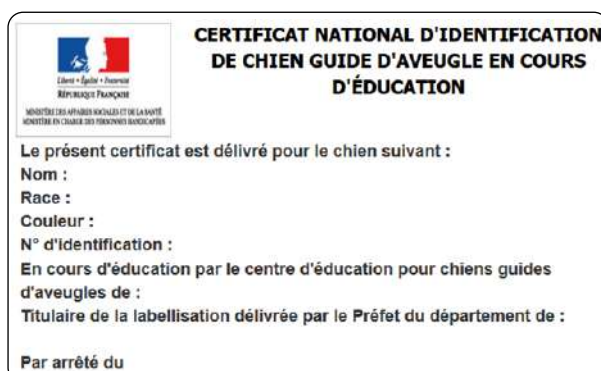 CERTIFICAT NATIONAL D'IDENTIFICATION
DE CHIEN GUIDE D'AVEUGLE EN COURS
D'ÉDUCATION
Liberté • Égalité • Fraternité
RÉPUBLIQUE FRANÇAISE
MINISTÈRE DES AFFAIRES SOCIALES ET DE LA SANTÉ
MINISTÈRE EN CHARGE DES PERSONNES HANDICAPÉES
Le présent certificat est délivré pour le chien suivant :
Nom :
Race :
Couleur :
N° d'identification :
En cours d'éducation par le centre d'éducation pour chiens guides
d'aveugles de :
Titulaire de la labellisation délivrée par le Préfet du département de :
Par arrêté du